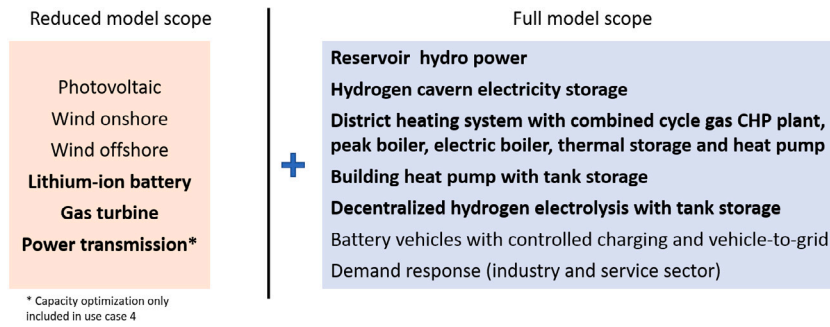 Reduced model scope
Photovoltaic
Wind onshore
Wind offshore
Lithium-ion battery
Gas turbine
Power transmission*
* Capacity optimization only
included in use case 4
+
Full model scope
Reservoir hydro power
Hydrogen cavern electricity storage
District heating system with combined cycle gas CHP plant,
peak boiler, electric boiler, thermal storage and heat pump
Building heat pump with tank storage
Decentralized hydrogen electrolysis with tank storage
Battery vehicles with controlled charging and vehicle-to-grid
Demand response (industry and service sector)